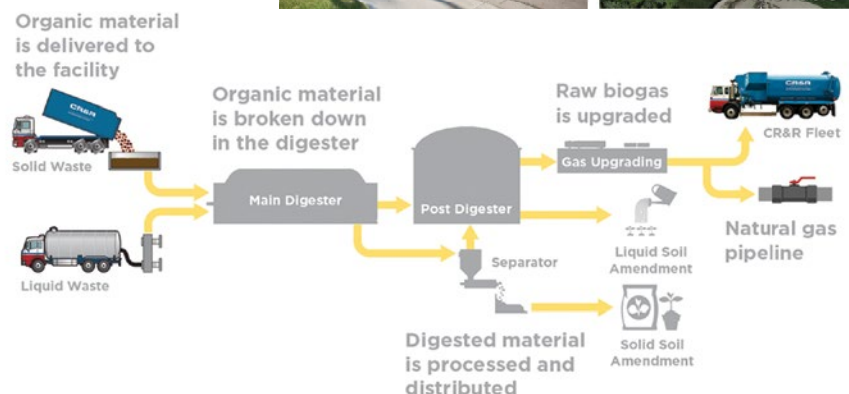 Organic material
is delivered to
the facility
CR&R
Solid Waste
Liquid Waste
Organic material
is broken down
in the digester
Main Digester
Post Digester
Separator
Digested material
is processed and
distributed
Raw biogas
is upgraded
Gas Upgrading
CR&R
CR&R Fleet
Natural gas
pipeline
Liquid Soil
Amendment
Solid Soil
Amendment